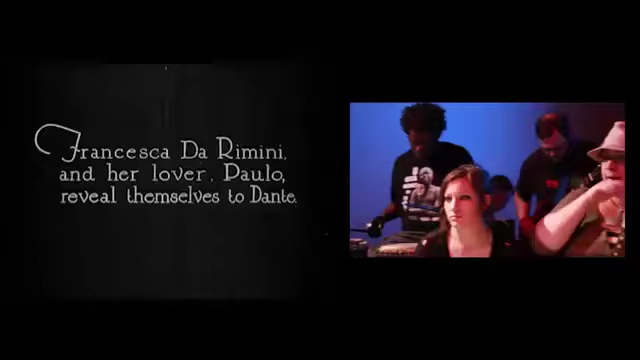 Francesca Da Rimini,
and her lover, Paulo,
reveal themselves to Dante.